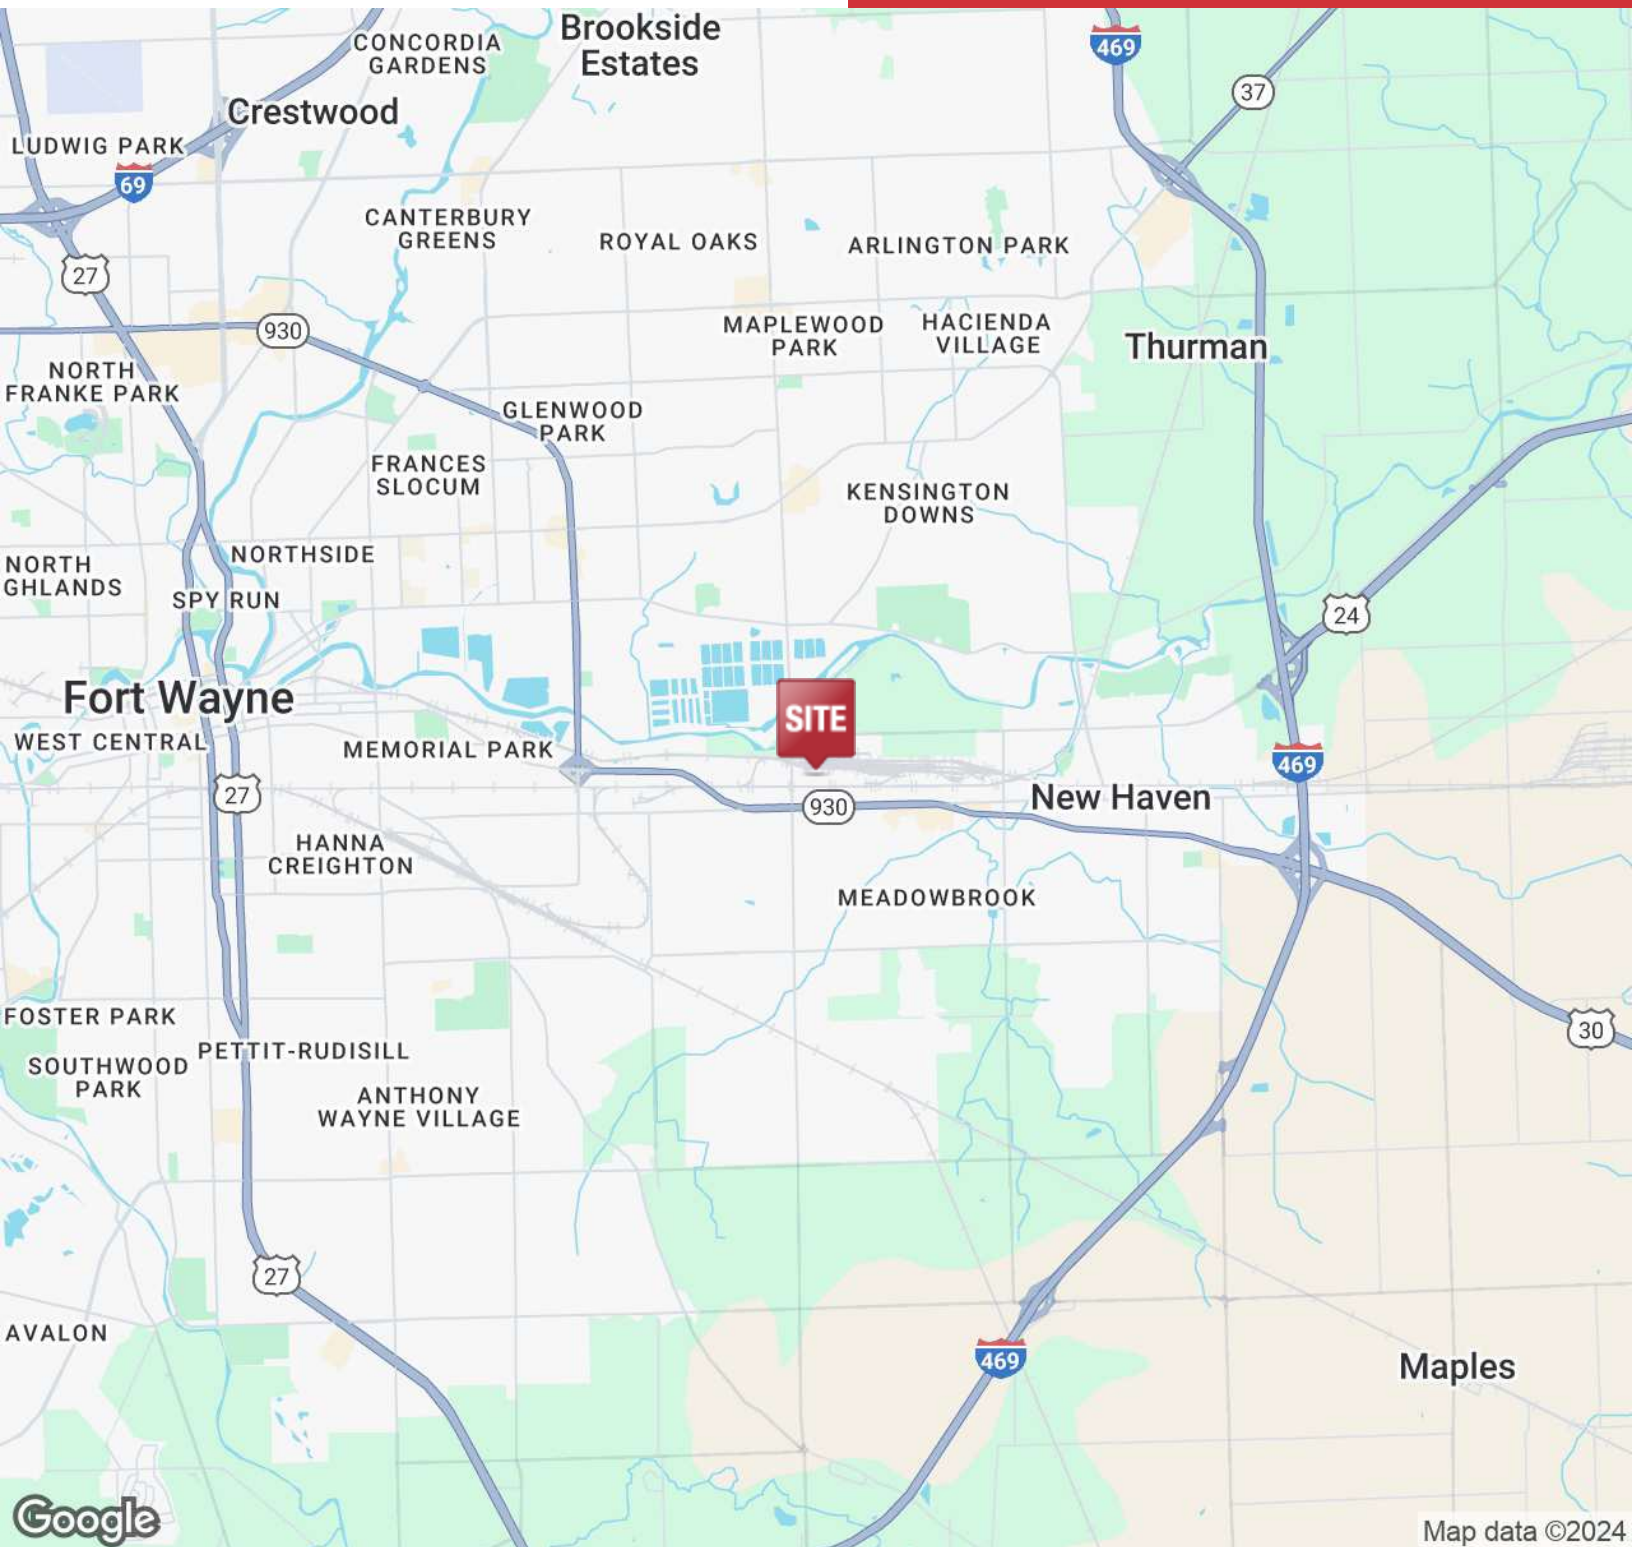 Brookside
Estates
CONCORDIA
GARDENS
469
37
Crestwood
LUDWIG PARK
69
CANTERBURY
GREENS
ROYAL OAKS
ARLINGTON PARK
27
930
MAPLEWOOD
PARK
HACIENDA
VILLAGE
Thurman
NORTH
FRANKE PARK
GLENWOOD
PARK
FRANCES
SLOCUM
KENSINGTON
DOWNS
NORTHSIDE
NORTH
GHLANDS
SPY RUN
24
Fort Wayne
SITE
WEST CENTRAL
MEMORIAL PARK
469
27
930
New Haven
HANNA
CREIGHTON
MEADOWBROOK
FOSTER PARK
30
PETTIT-RUDISILL
SOUTHWOOD
PARK
ANTHONY
WAYNE VILLAGE
27
AVALON
469
Maples
Google
Map data ©2024